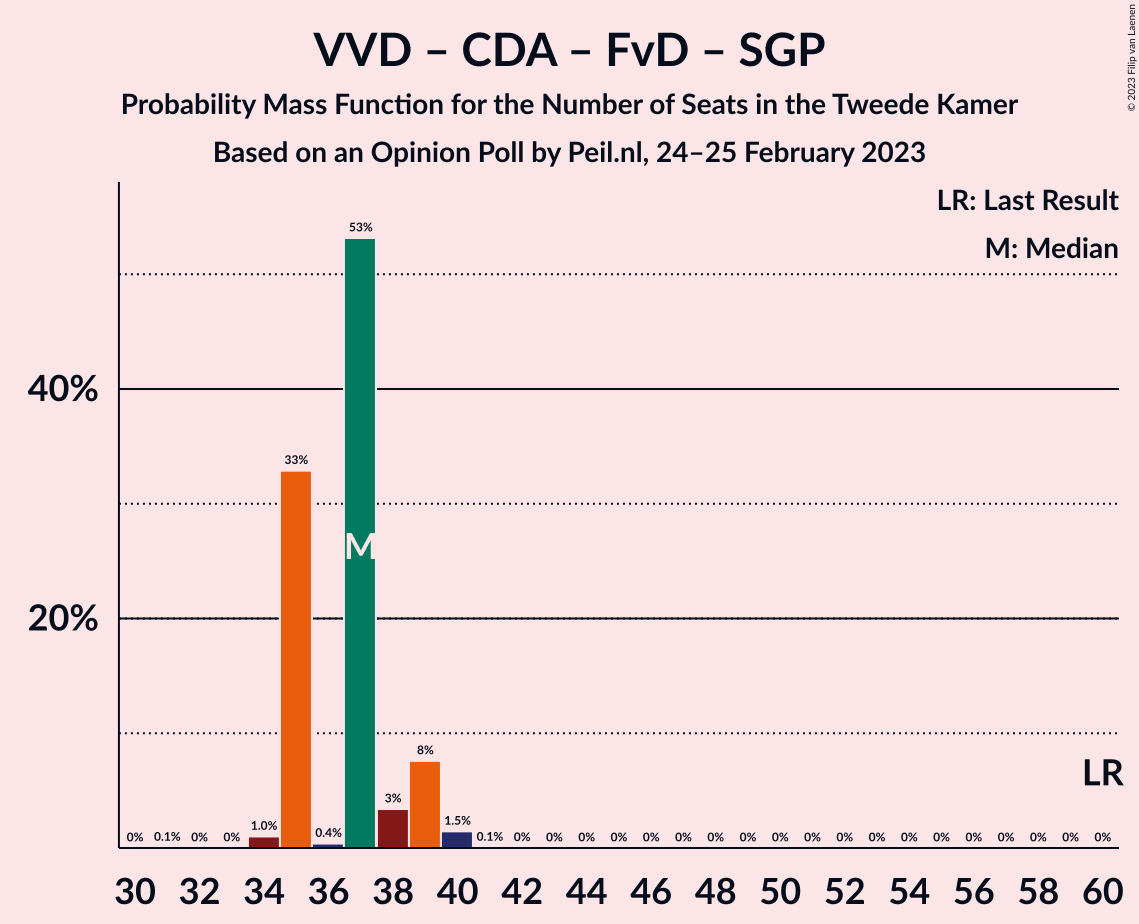 VVD – CDA – FvD – SGP
Probability Mass Function for the Number of Seats in the Tweede Kamer
Based on an Opinion Poll by Peil.nl, 24–25 February 2023
© 2023 Filip van Laenen
LR: Last Result
M: Median
53%
40%
33%
M
20%
8%
LR
3%
1.5%
1.0%
0.4%
0% 0.1% 0% 0% 0.1% 0% 0% 0% 0% 0% 0% 0% 0% 0% 0% 0% 0% 0% 0% 0% 0% 0% 0% 0%
30 32 34 36 38 40 42 44 46 48 50 52 54 56 58 60